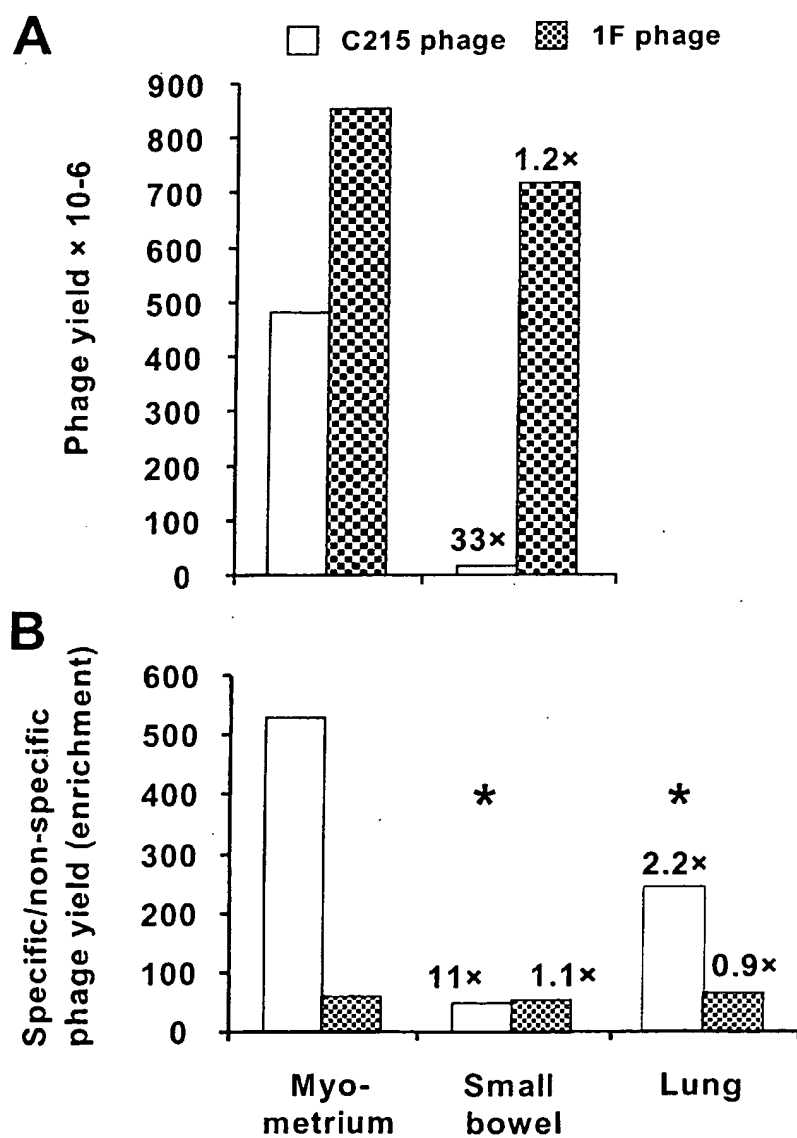 A
C215 phage
1F phage
Phage yield × 10-6
900
800
700
600
500
400
300
200
100
0
1.2×
33×
B
Specific/non-specific
phage yield (enrichment)
600
500
400
300
200
100
0
*
*
11×
1.1×
2.2×
0.9×
Myo-
metrium
Small
bowel
Lung